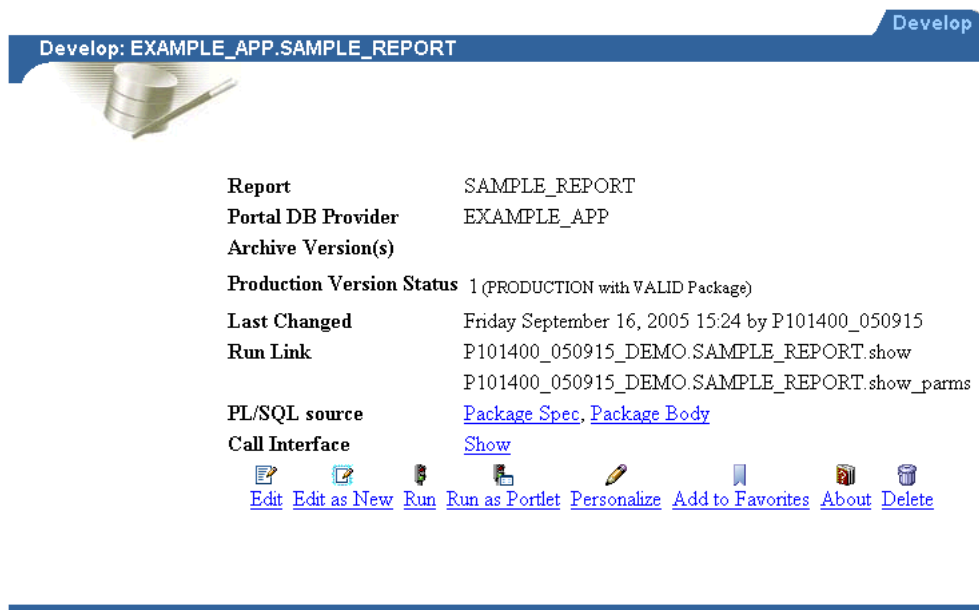 Develop
Develop: EXAMPLE_APP.SAMPLE_REPORT
Report SAMPLE_REPORT
Portal DB Provider EXAMPLE_APP
Archive Version(s)
Production Version Status 1 (PRODUCTION with VALID Package)
Last Changed Friday September 16, 2005 15:24 by P101400_050915
Run Link P101400_050915_DEMO.SAMPLE_REPORT.show
P101400_050915_DEMO.SAMPLE_REPORT.show_parms
PL/SQL source Package Spec, Package Body
Call Interface Show
Edit Edit as New Run Run as Portlet Personalize Add to Favorites About Delete